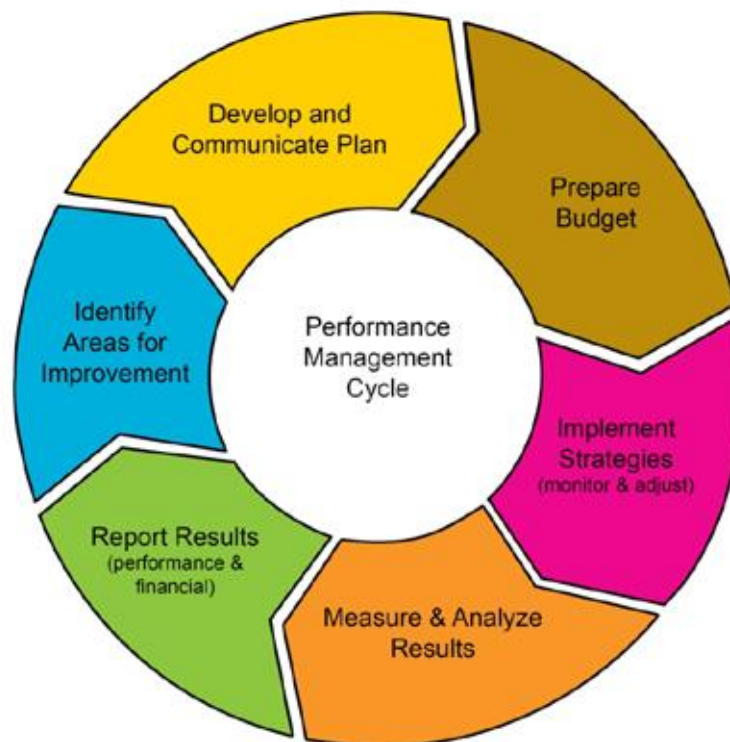 Develop and
Communicate Plan
Prepare
Budget
Implement
Strategies
(monitor & adjust)
Measure & Analyze
Results
Report Results
(performance &
financial)
Identify
Areas for
Improvement
Performance
Management
Cycle